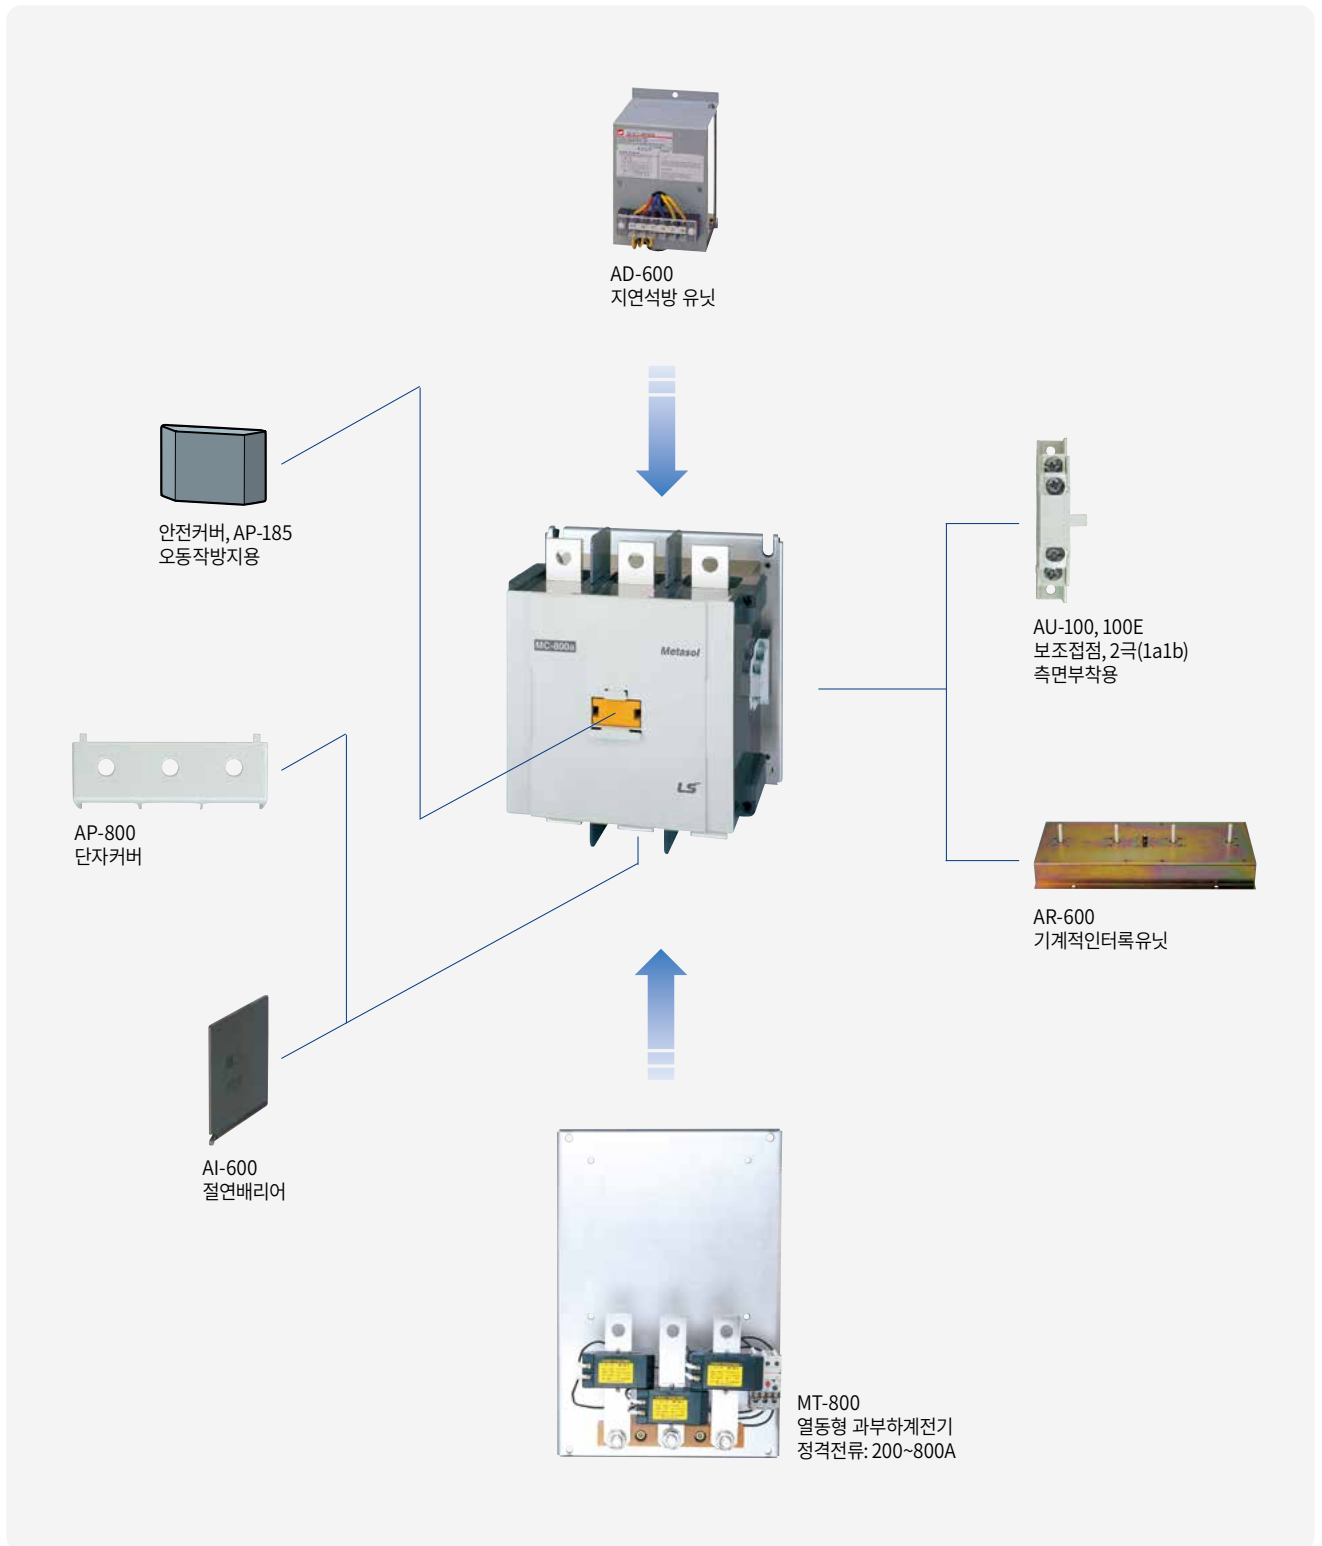 AD-600
지연석방 유닛
안전커버, AP-185
오동작방지용
MC-800a
Metasol
LS
AU-100, 100E
보조접점, 2극(1a1b)
측면부착용
AP-800
단자커버
AR-600
기계적인터록유닛
AI-600
절연배리어
MT-800
열동형 과부하계전기
정격전류: 200~800A